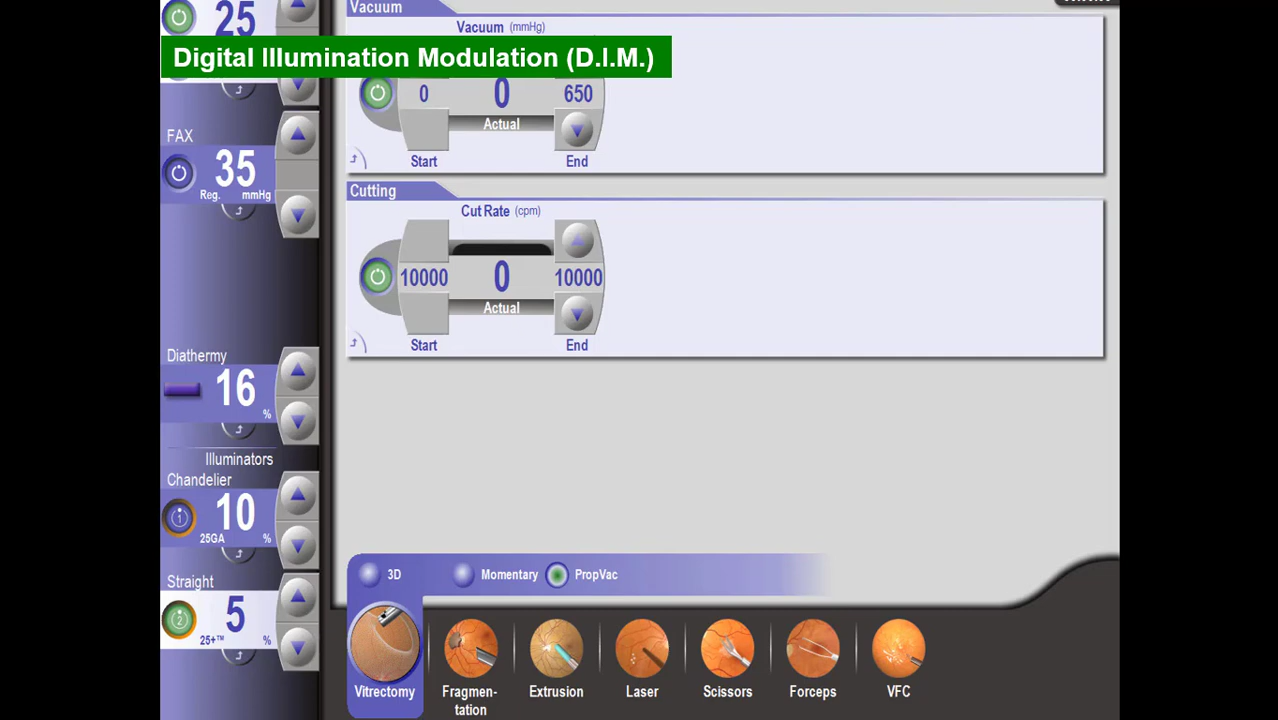 25
Vacuum
Vacuum (mmHg)
Digital Illumination Modulation (D.I.M.)
0 0 650
Actual
Start End
FAX
35
Reg. mmHg
Cutting
Cut Rate (cpm)
10000 0 10000
Actual
Start End
Diathermy
16
%
Illuminators
Chandelier
1 10
25GA %
Straight
2 5
25+™ %
3D Momentary PropVac
Vitrectomy
Fragmen-
tation
Extrusion
Laser
Scissors
Forceps
VFC